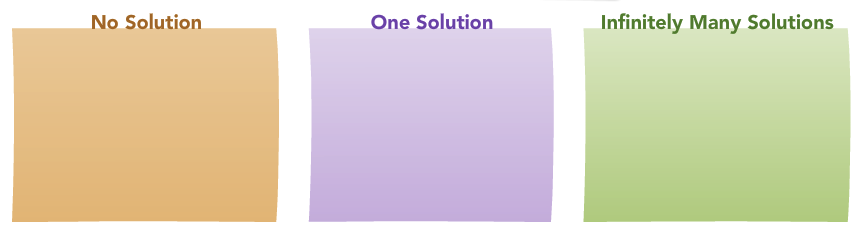 No Solution
One Solution
Infinitely Many Solutions